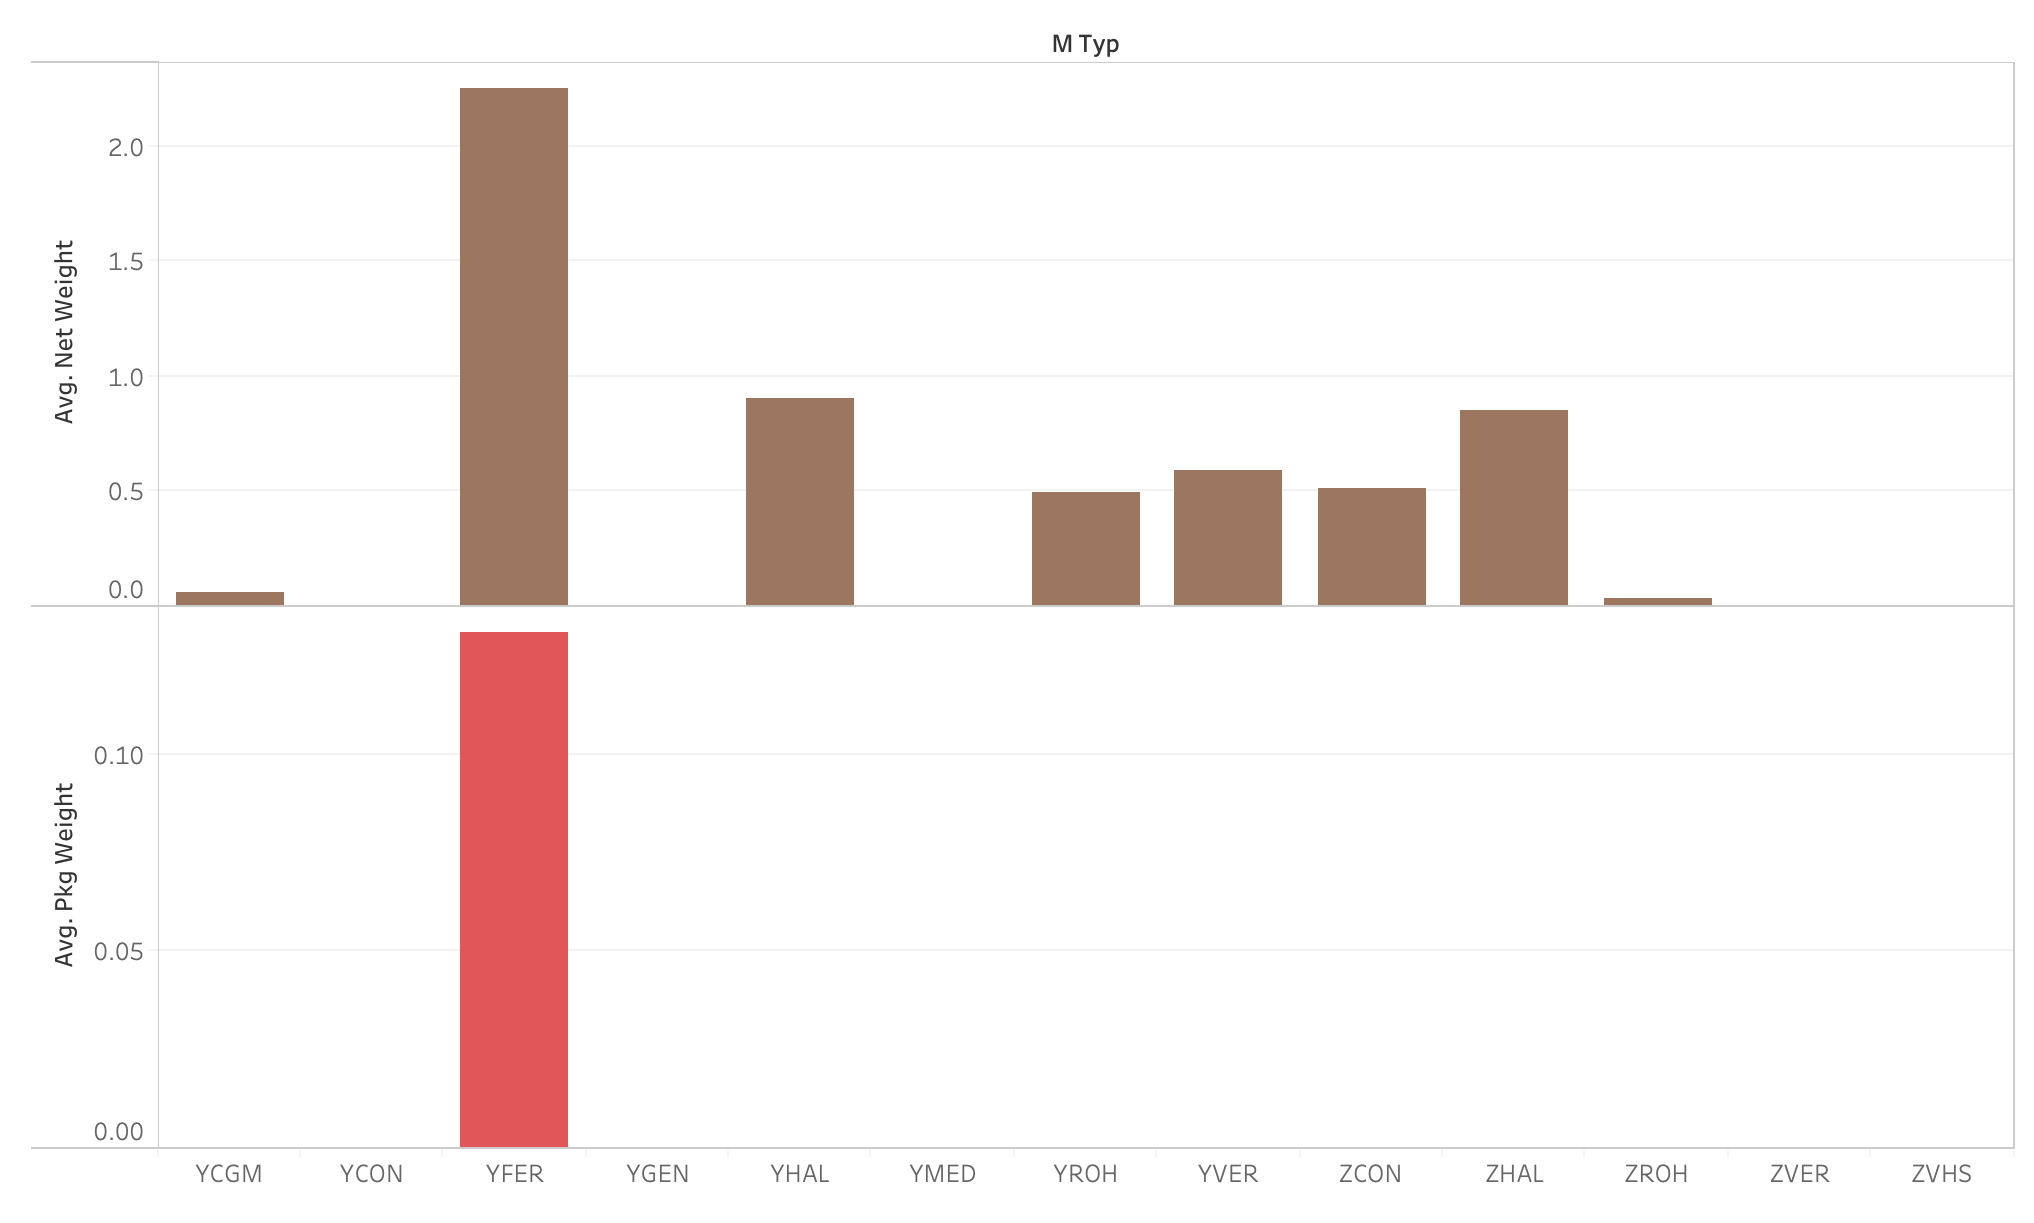 M Typ
Avg. Net Weight
2.0
1.5
1.0
0.5
0.0
Avg. Pkg Weight
0.10
0.05
0.00
YCGM YCON YFER YGEN YHAL YMED YROH YVER ZCON ZHAL ZROH ZVER ZVHS